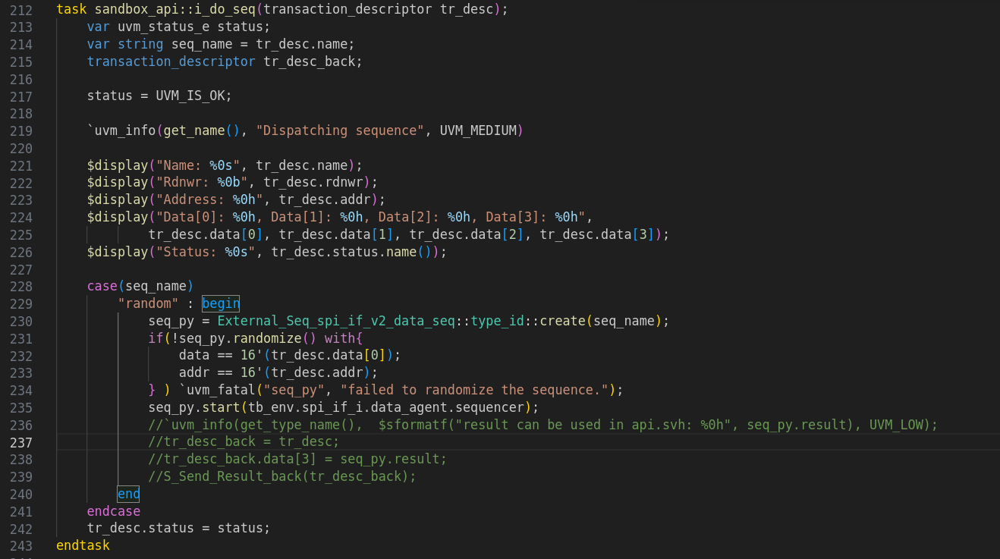 212 task sandbox_api::i_do_seq(transaction_descriptor tr_desc);
213     var uvm_status_e status;
214     var string seq_name = tr_desc.name;
215     transaction_descriptor tr_desc_back;
216
217     status = UVM_IS_OK;
218
219     `uvm_info(get_name(), "Dispatching sequence", UVM_MEDIUM)
220
221     $display("Name: %0s", tr_desc.name);
222     $display("Rdnwr: %0b", tr_desc.rdnwr);
223     $display("Address: %0h", tr_desc.addr);
224     $display("Data[0]: %0h, Data[1]: %0h, Data[2]: %0h, Data[3]: %0h",
225             tr_desc.data[0], tr_desc.data[1], tr_desc.data[2], tr_desc.data[3]);
226     $display("Status: %0s", tr_desc.status.name());
227
228     case(seq_name)
229         "random" : begin
230             seq_py = External_Seq_spi_if_v2_data_seq::type_id::create(seq_name);
231             if(!seq_py.randomize() with{
232                 data == 16'(tr_desc.data[0]);
233                 addr == 16'(tr_desc.addr);
234             } ) `uvm_fatal("seq_py", "failed to randomize the sequence.");
235             seq_py.start(tb_env.spi_if_i.data_agent.sequencer);
236             //`uvm_info(get_type_name(),  $sformatf("result can be used in api.svh: %0h", seq_py.result), UVM_LOW);
237             //tr_desc_back = tr_desc;
238             //tr_desc_back.data[3] = seq_py.result;
239             //S_Send_Result_back(tr_desc_back);
240         end
241     endcase
242     tr_desc.status = status;
243 endtask